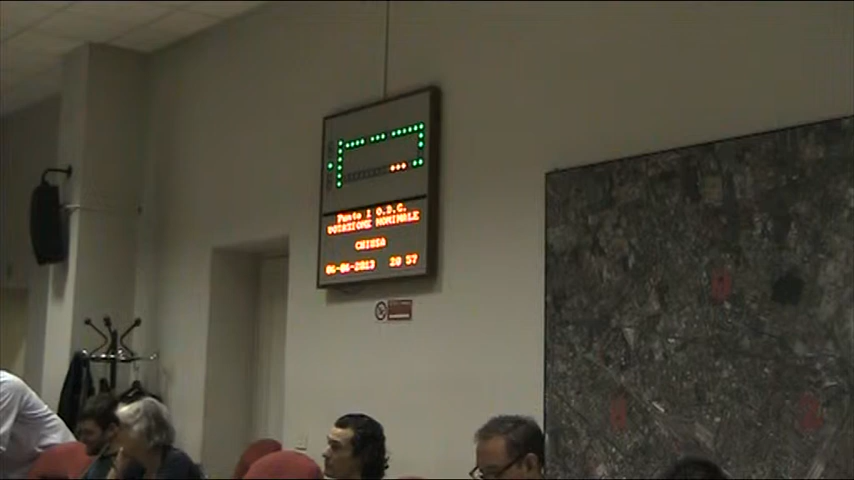 Punto 1 O.D.G.
VOTAZIONE NOMINALE
CHIUSA
06-06-2013 20 57